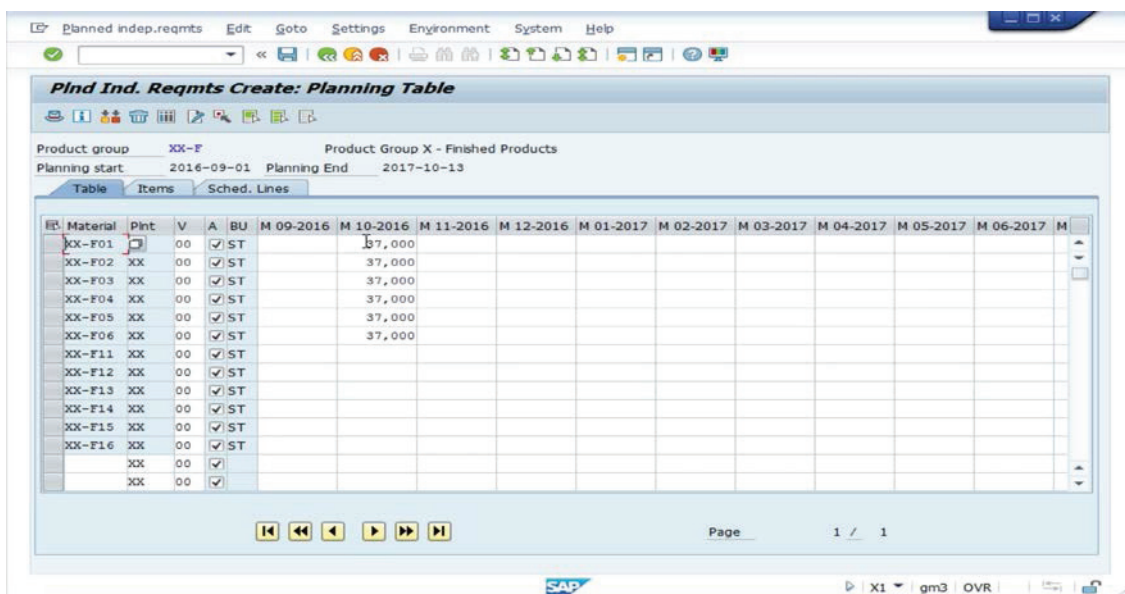 Planned indep.reqmts Edit Goto Settings Environment System Help
Plnd Ind. Reqmts Create: Planning Table
Product group XX-F Product Group X - Finished Products
Planning start 2016-09-01 Planning End 2017-10-13
Table Items Sched. Lines
Material Plnt V A BU M 09-2016 M 10-2016 M 11-2016 M 12-2016 M 01-2017 M 02-2017 M 03-2017 M 04-2017 M 05-2017 M 06-2017 M
XX-F01 00 ST 37,000
XX-F02 XX 00 ST 37,000
XX-F03 XX 00 ST 37,000
XX-F04 XX 00 ST 37,000
XX-F05 XX 00 ST 37,000
XX-F06 XX 00 ST 37,000
XX-F11 XX 00 ST
XX-F12 XX 00 ST
XX-F13 XX 00 ST
XX-F14 XX 00 ST
XX-F15 XX 00 ST
XX-F16 XX 00 ST
XX 00
XX 00
Page 1 / 1
SAP X1 gm3 OVR